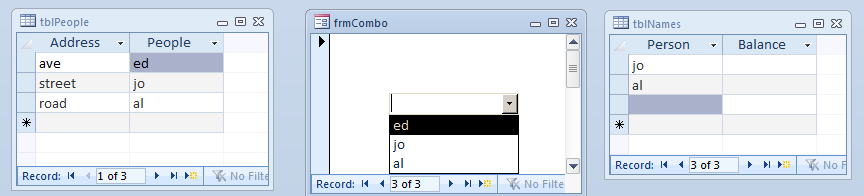 tblPeople
Address People
ave ed
street jo
road al
Record: 1 of 3 No Filte
frmCombo
ed
jo
al
Record: 3 of 3 No Filte
tblNames
Person Balance
jo
al
Record: 3 of 3 No Filte